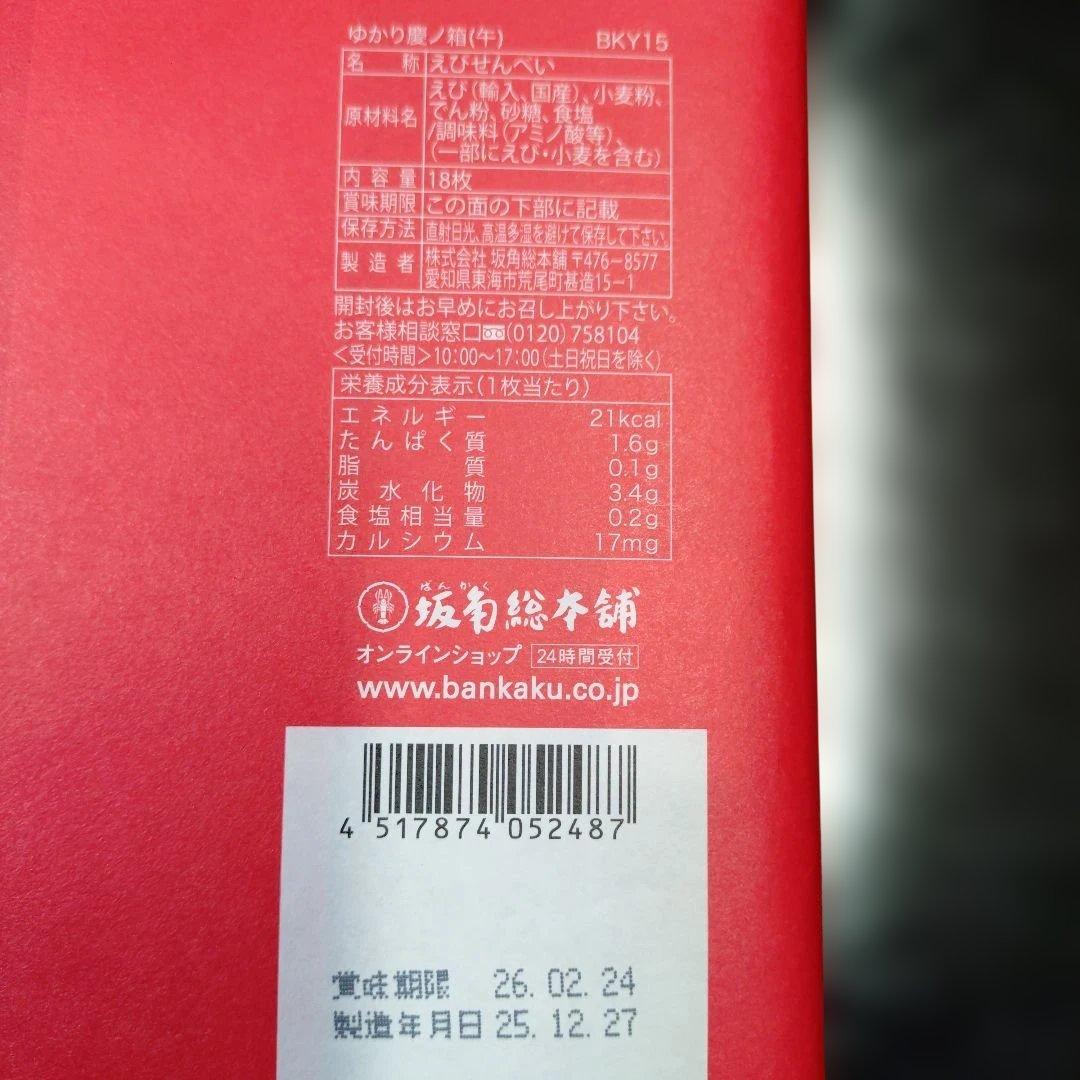 ゆかり慶ノ箱(午) BKY15
名称 えびせんべい
原材料名 えび(輸入、国産)、小麦粉、
でん粉、砂糖、食塩
/調味料(アミノ酸等)、
(一部にえび・小麦を含む)
内容量 18枚
賞味期限 この面の下部に記載
保存方法 直射日光、高温多湿を避けて保存して下さい。
製造者 株式会社 坂角総本舖 〒476-8577
愛知県東海市荒尾町甚造15-1
開封後はお早めにお召し上がり下さい。
お客様相談窓口 (0120)758104
<受付時間>10:00〜17:00(土日祝日を除く)
栄養成分表示(1枚当たり)
エネルギー 21kcal
たんぱく質 1.6g
脂質 0.1g
炭水化物 3.4g
食塩相当量 0.2g
カルシウム 17mg
ばんかく
坂角総本舖
オンラインショップ 24時間受付
www.bankaku.co.jp
4 517874 052487
賞味期限 26.02.24
製造年月日 25.12.27